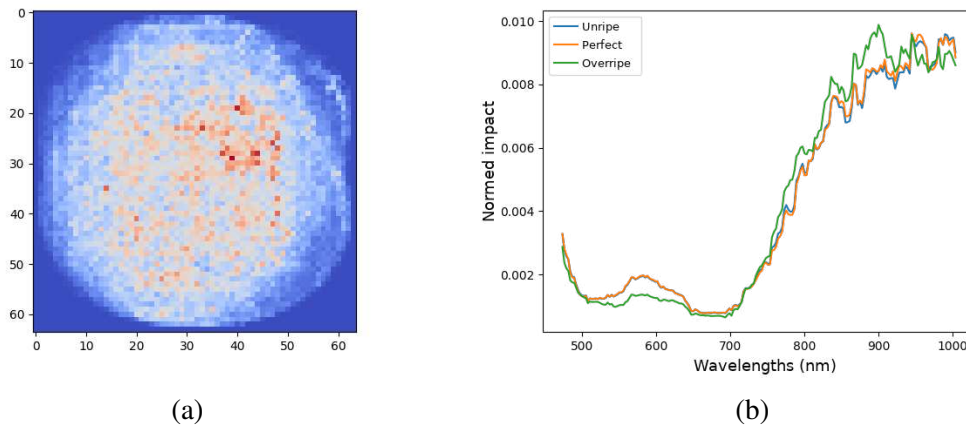 0
10
20
30
40
50
60
0 10 20 30 40 50 60
(a)
Normed impact
0.010
0.008
0.006
0.004
0.002
Unripe
Perfect
Overripe
500 600 700 800 900 1000
Wavelengths (nm)
(b)